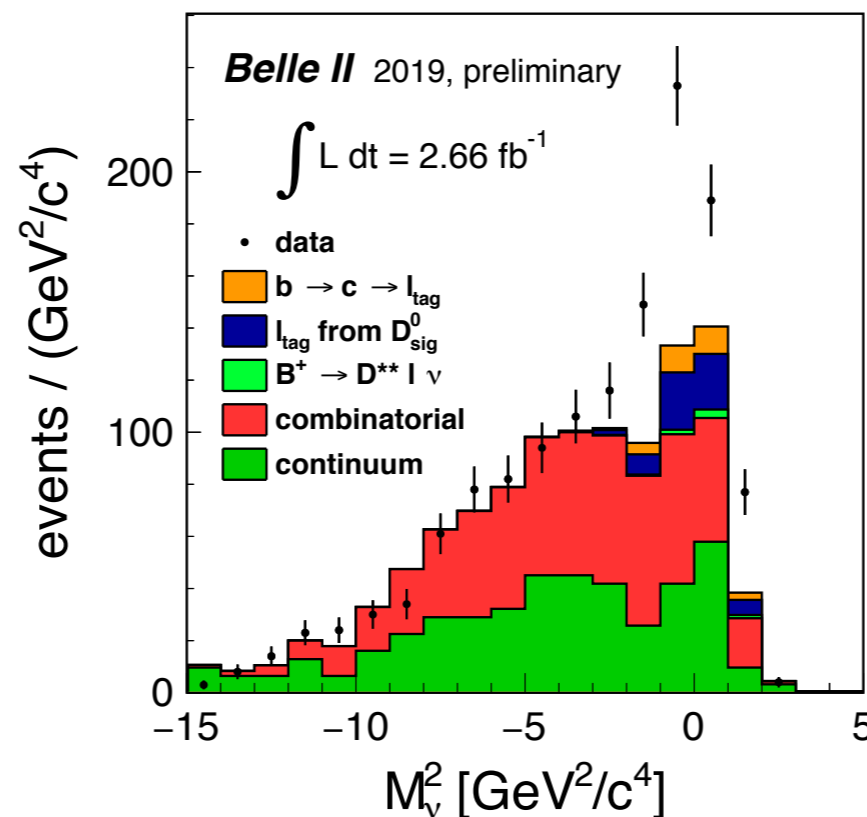 Belle II 2019, preliminary
∫ L dt = 2.66 fb⁻¹
data
b → c → l_tag
l_tag from D⁰_sig
B⁺ → D** l ν
combinatorial
continuum
events / (GeV²/c⁴)
200
100
0
−15 −10 −5 0 5
M²_ν [GeV²/c⁴]